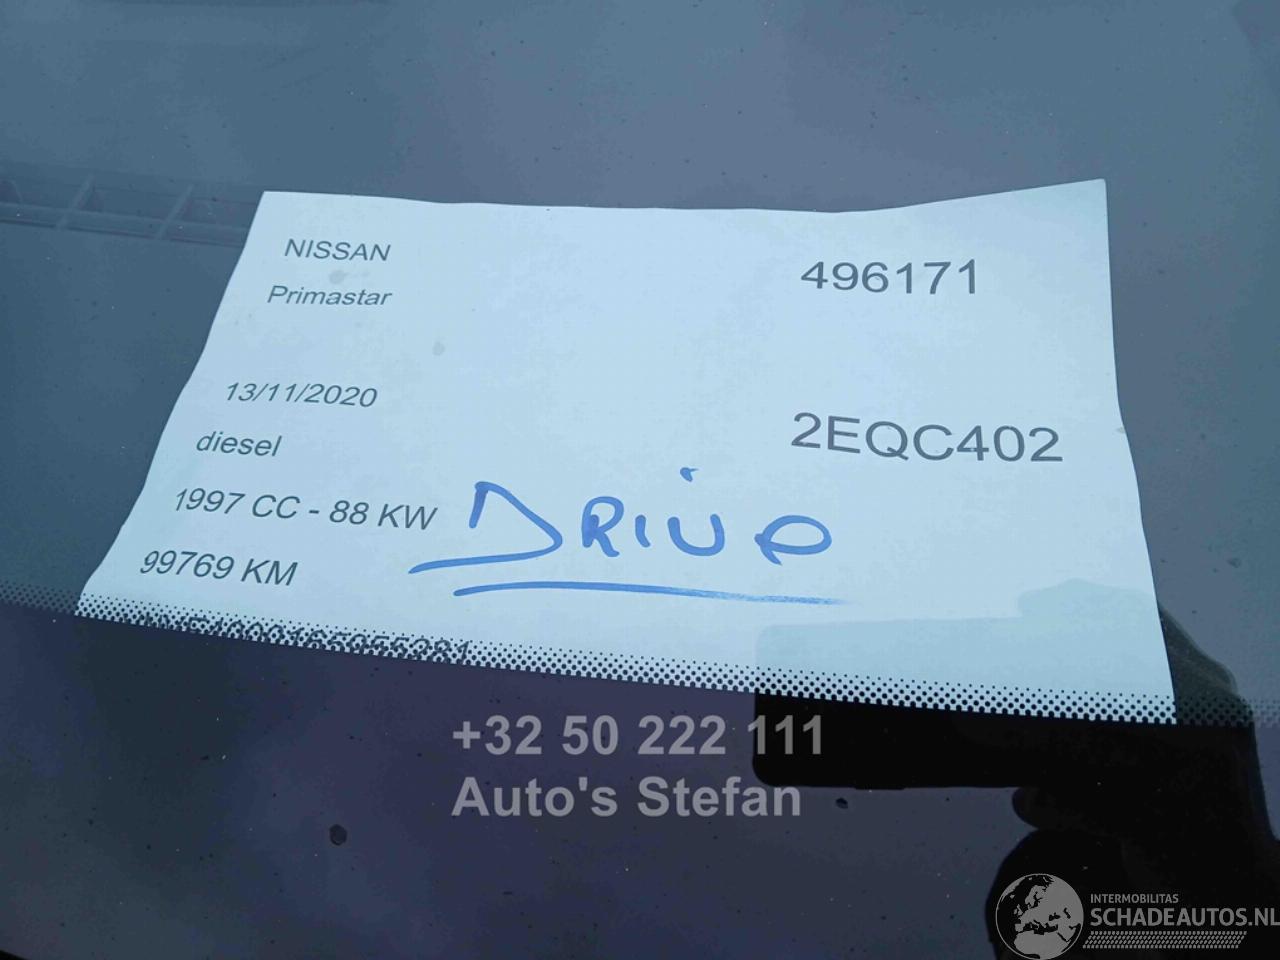 NISSAN
496171
Primastar
13/11/2020
2EQC402
diesel
1997 CC - 88 KW
DRIVE
99769 KM
+32 50 222 111
Auto's Stefan
INTERMOBILITAS
SCHADEAUTOS.NL